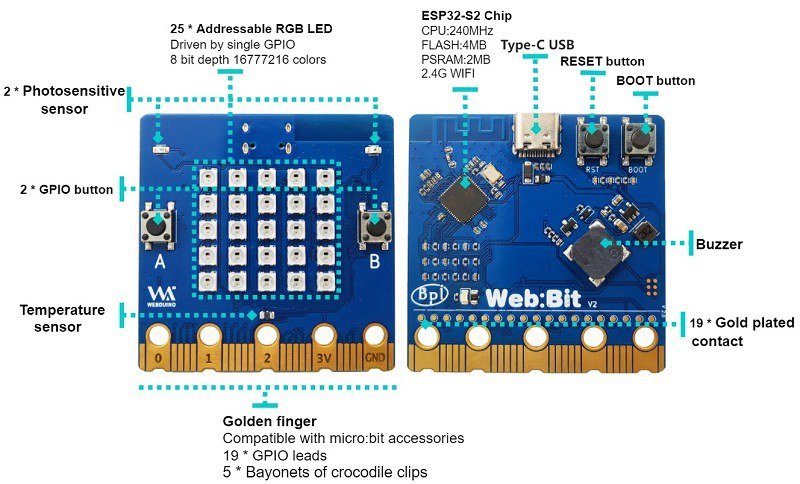 25 * Addressable RGB LED
Driven by single GPIO
8 bit depth 16777216 colors
2 * Photosensitive
sensor
2 * GPIO button
A
B
WEBDUINO
Temperature
sensor
0
1
2
3V
GND
Golden finger
Compatible with micro:bit accessories
19 * GPIO leads
5 * Bayonets of crocodile clips
ESP32-S2 Chip
CPU:240MHz
FLASH:4MB
PSRAM:2MB
2.4G WIFI
Type-C USB
RESET button
BOOT button
RST
BOOT
Buzzer
Bpi
Web:Bit
V2
19 * Gold plated
contact